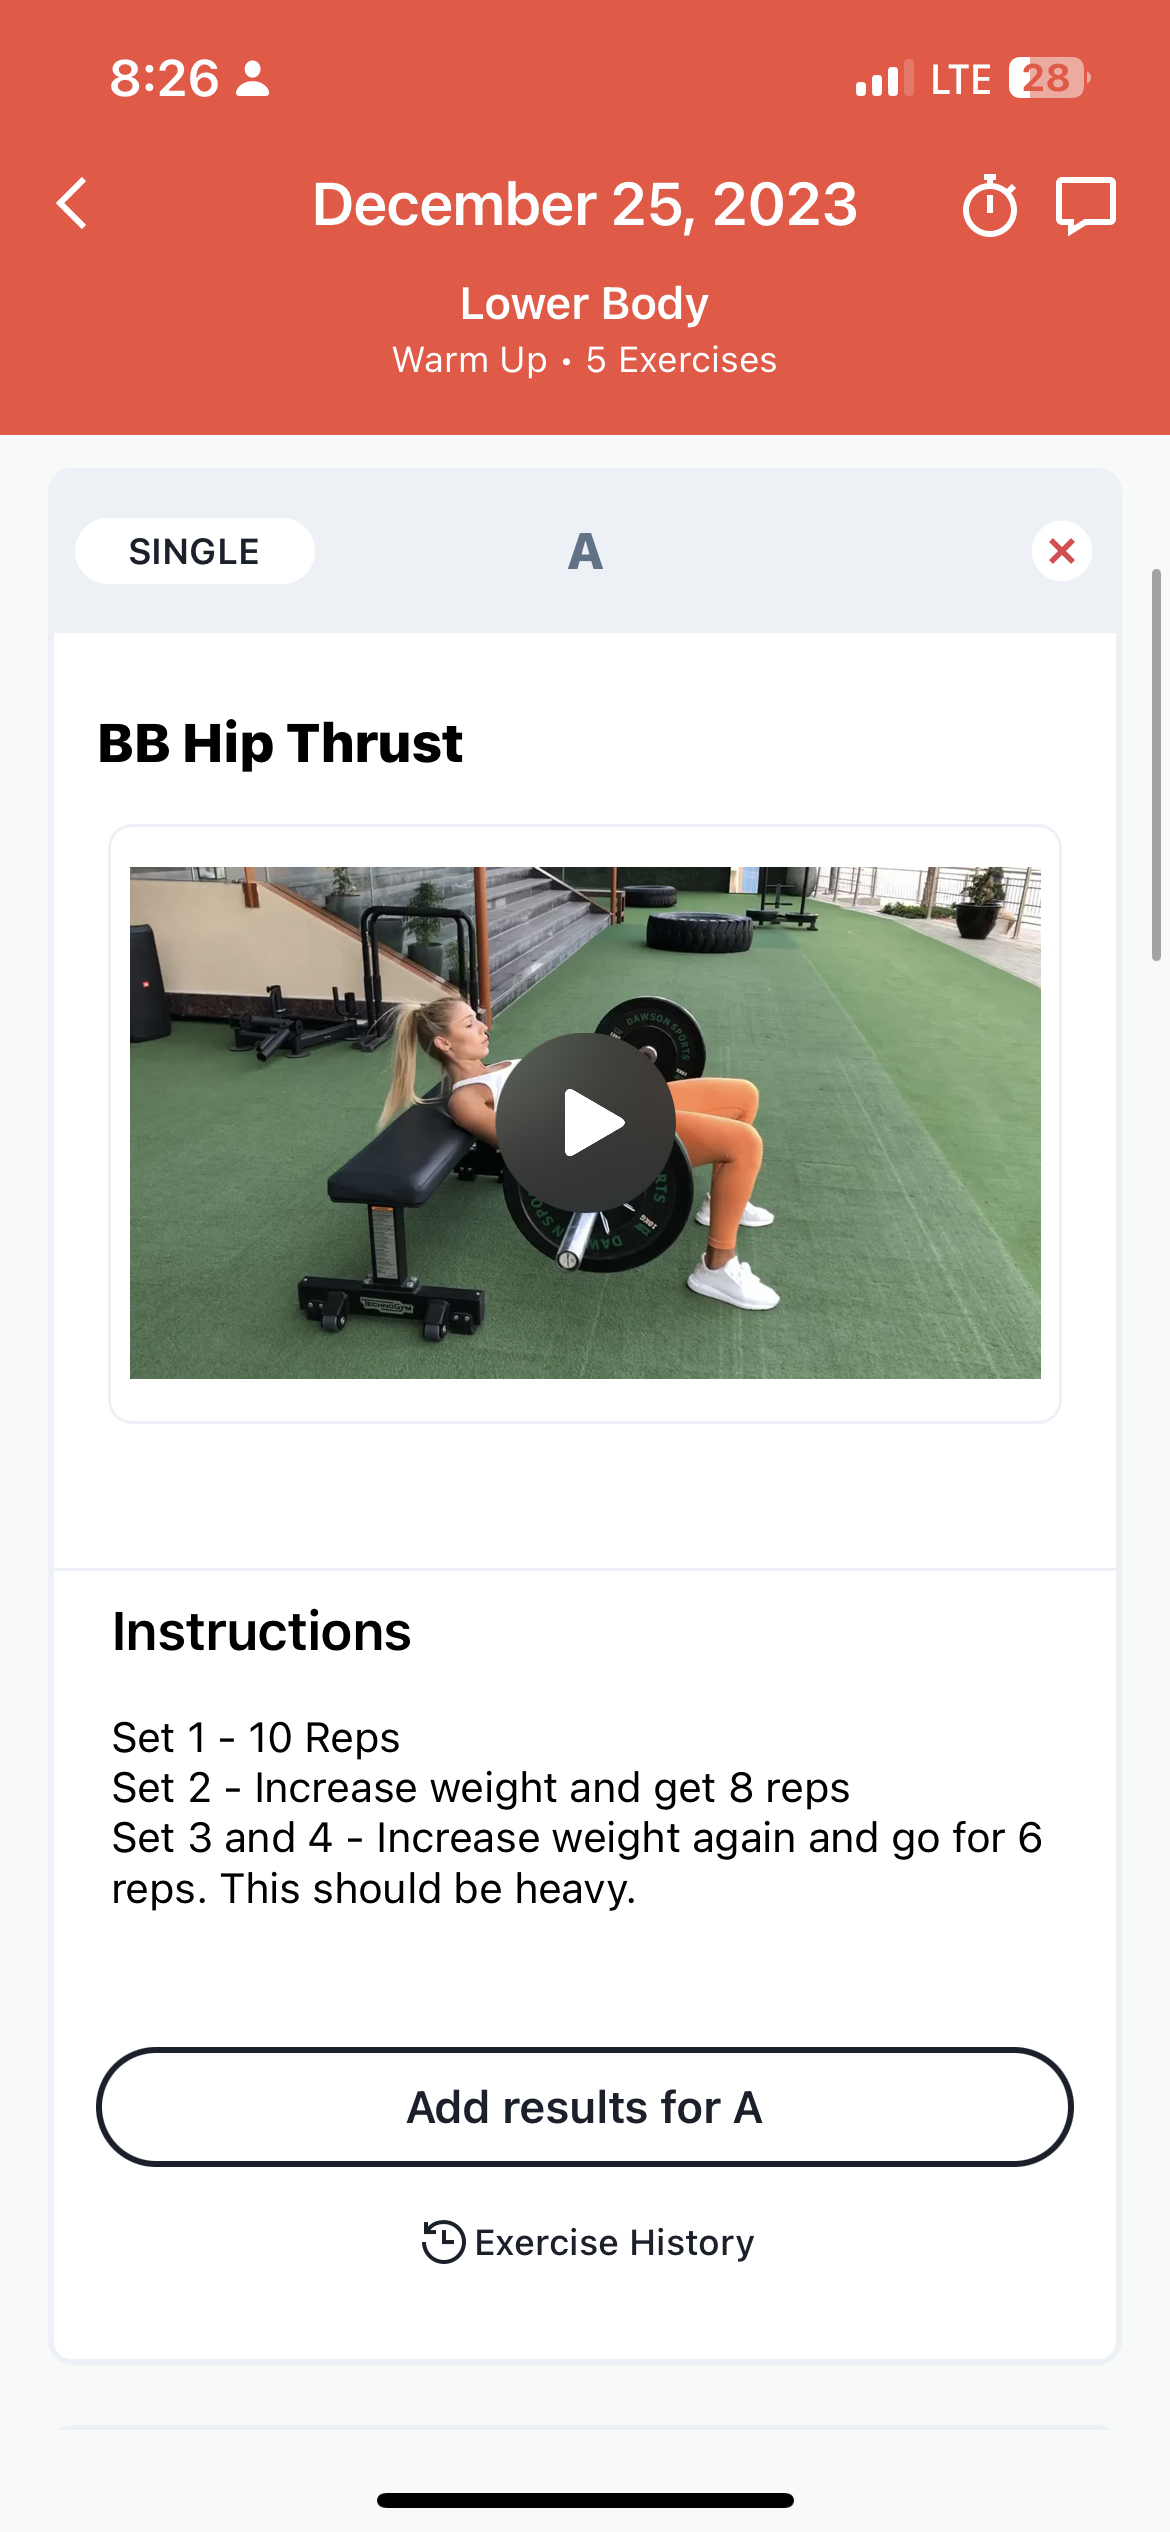 8:26
LTE
28
December 25, 2023
Lower Body
Warm Up • 5 Exercises
SINGLE
A
BB Hip Thrust
DAWSON SPORTS
10KG
TECHNOGYM
Instructions
Set 1 - 10 Reps
Set 2 - Increase weight and get 8 reps
Set 3 and 4 - Increase weight again and go for 6
reps. This should be heavy.
Add results for A
Exercise History